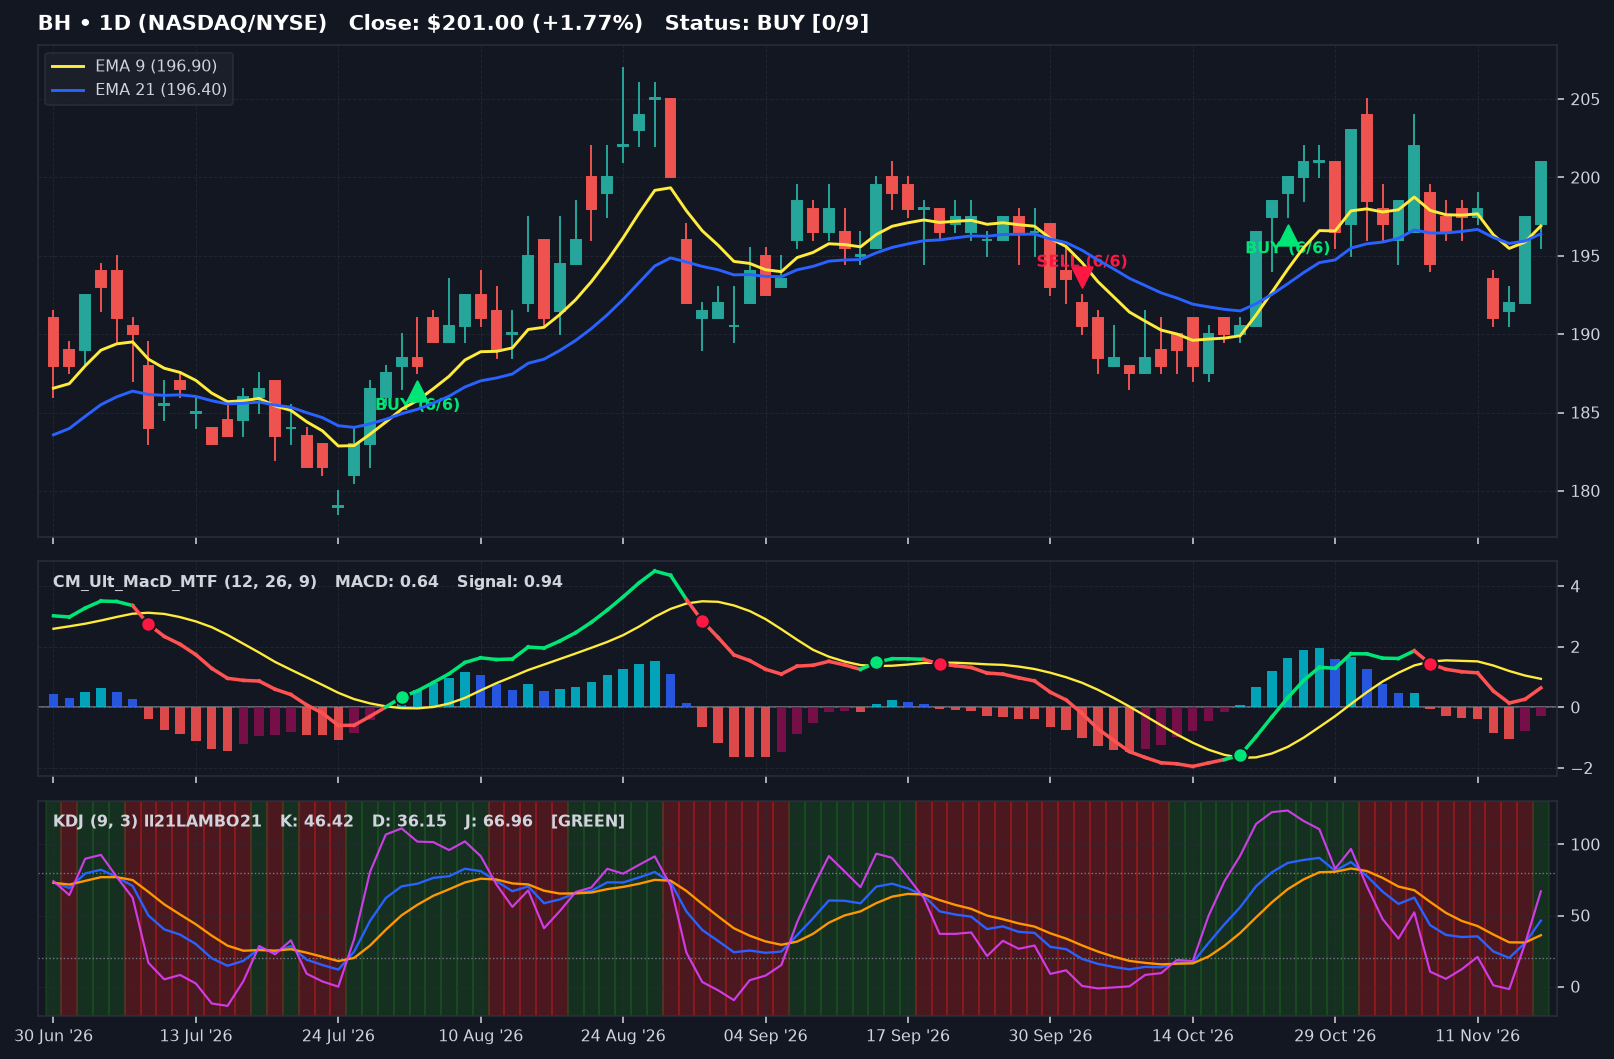 BH • 1D (NASDAQ/NYSE)   Close: $201.00 (+1.77%)   Status: BUY [0/9]
EMA 9 (196.90)
EMA 21 (196.40)
205
200
195
190
185
180
BUY (6/6)
SELL (6/6)
BUY (6/6)
CM_Ult_MacD_MTF (12, 26, 9)   MACD: 0.64   Signal: 0.94
4
2
0
−2
KDJ (9, 3) II21LAMBO21   K: 46.42   D: 36.15   J: 66.96   [GREEN]
100
50
0
30 Jun '26
13 Jul '26
24 Jul '26
10 Aug '26
24 Aug '26
04 Sep '26
17 Sep '26
30 Sep '26
14 Oct '26
29 Oct '26
11 Nov '26